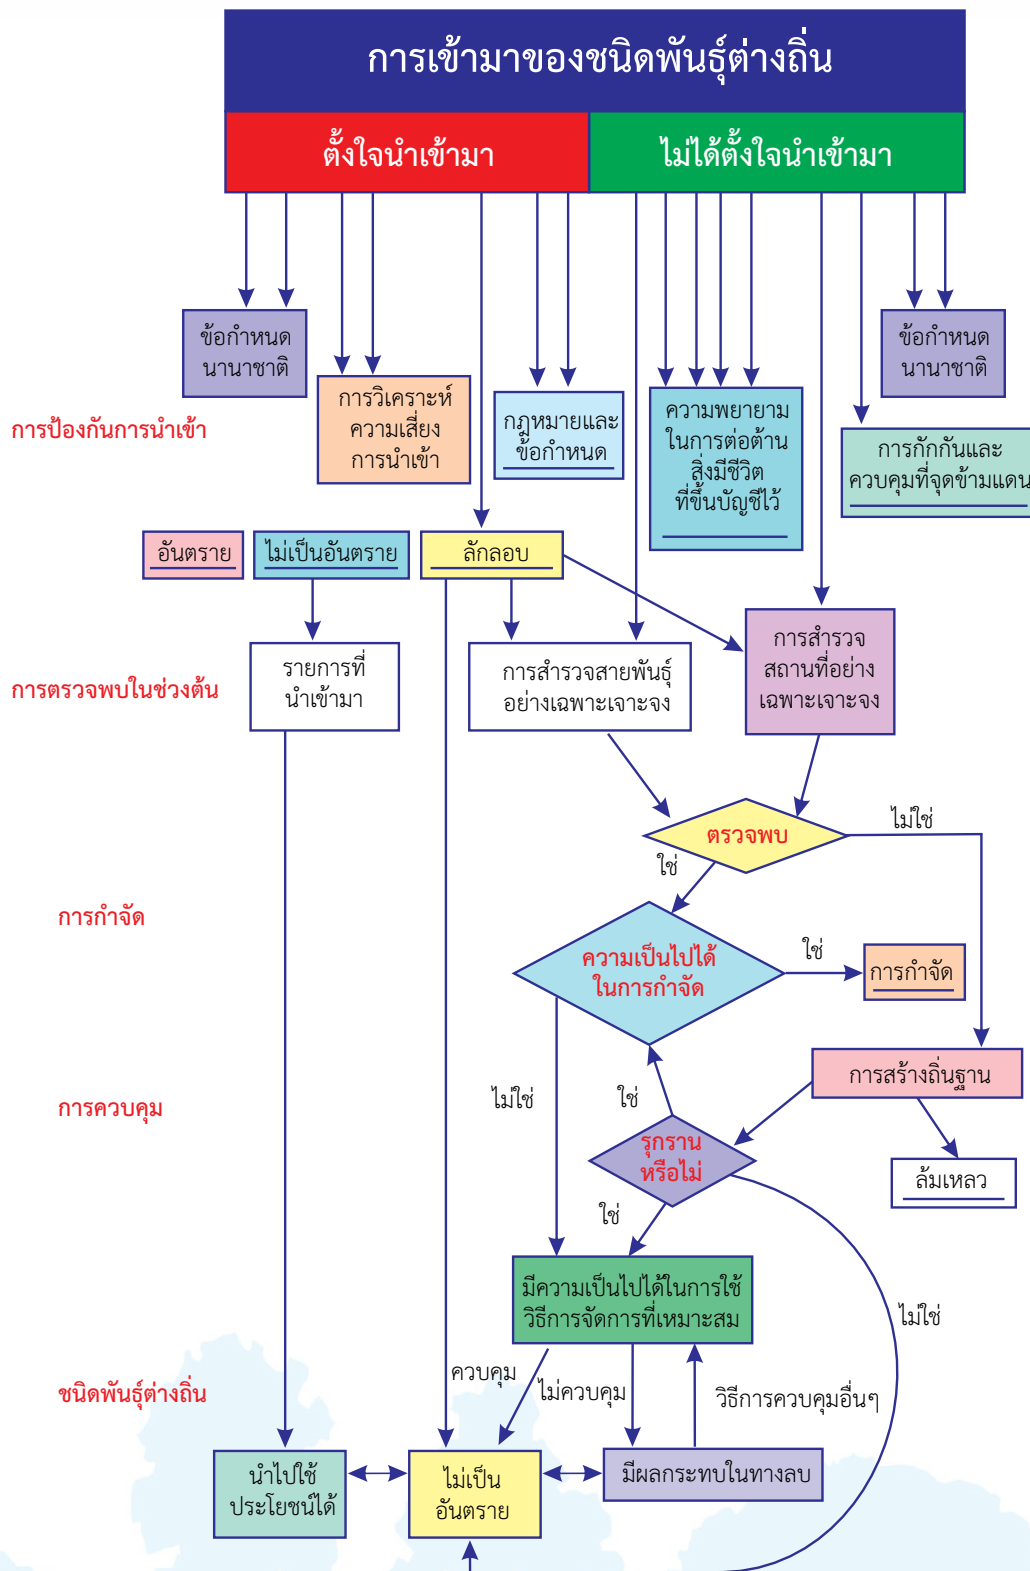 การเข้ามาของชนิดพันธุ์ต่างถิ่น
ตั้งใจนำเข้ามา
ไม่ได้ตั้งใจนำเข้ามา
ข้อกำหนด
นานาชาติ
ข้อกำหนด
นานาชาติ
การป้องกันการนำเข้า
การวิเคราะห์
ความเสี่ยง
การนำเข้า
กฎหมายและ
ข้อกำหนด
ความพยายาม
ในการต่อต้าน
สิ่งมีชีวิต
ที่ขึ้นบัญชีไว้
การกักกันและ
ควบคุมที่จุดข้ามแดน
อันตราย
ไม่เป็นอันตราย
ลักลอบ
การตรวจพบในช่วงต้น
รายการที่
นำเข้ามา
การสำรวจสายพันธุ์
อย่างเฉพาะเจาะจง
การสำรวจ
สถานที่อย่าง
เฉพาะเจาะจง
ตรวจพบ
ไม่ใช่
ใช่
การกำจัด
ความเป็นไปได้
ในการกำจัด
ใช่
การกำจัด
การสร้างถิ่นฐาน
การควบคุม
ไม่ใช่
ใช่
รุกราน
หรือไม่
ล้มเหลว
ใช่
มีความเป็นไปได้ในการใช้
วิธีการจัดการที่เหมาะสม
ไม่ใช่
ชนิดพันธุ์ต่างถิ่น
ควบคุม
ไม่ควบคุม
วิธีการควบคุมอื่นๆ
นำไปใช้
ประโยชน์ได้
ไม่เป็น
อันตราย
มีผลกระทบในทางลบ